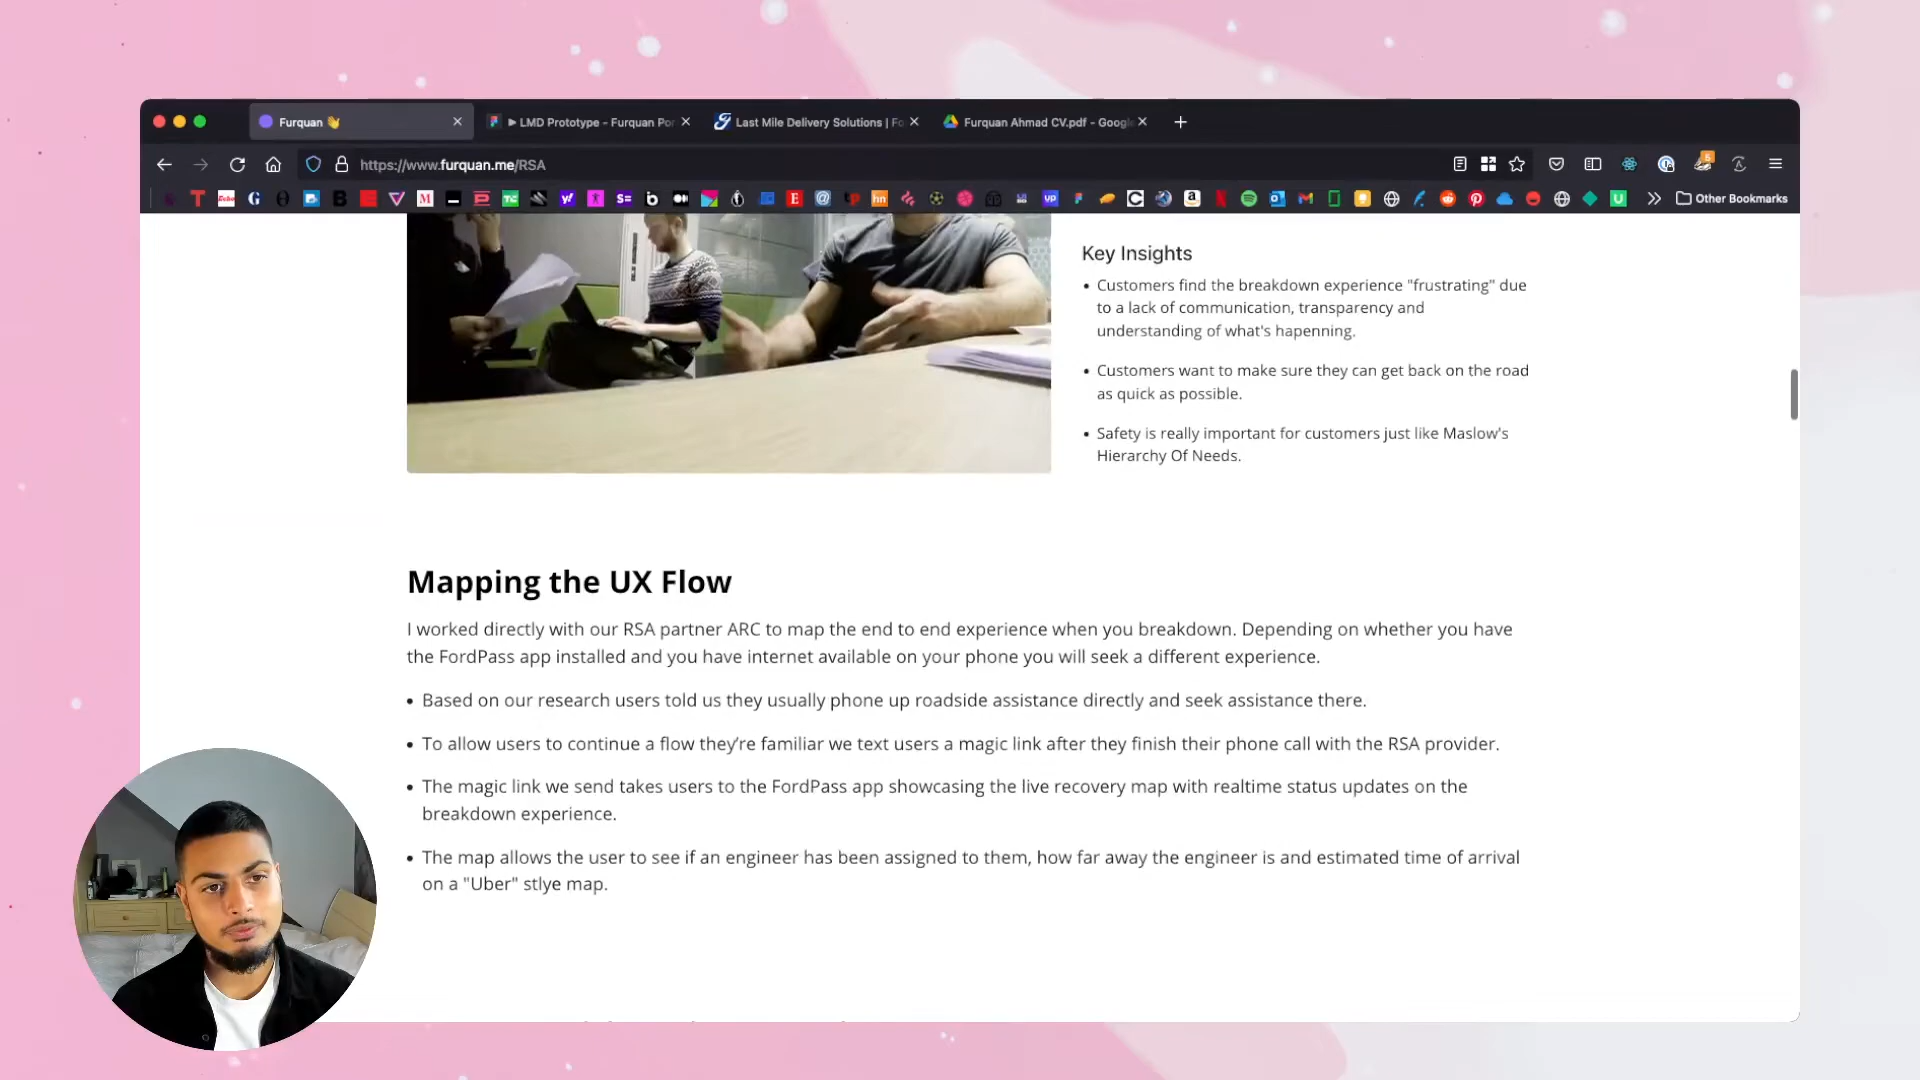 Furquan 👋
LMD Prototype - Furquan Por
Last Mile Delivery Solutions | Fo
Furquan Ahmad CV.pdf - Google
https://www.furquan.me/RSA
Other Bookmarks
Key Insights
• Customers find the breakdown experience "frustrating" due
to a lack of communication, transparency and
understanding of what's hapenning.
• Customers want to make sure they can get back on the road
as quick as possible.
• Safety is really important for customers just like Maslow's
Hierarchy Of Needs.
Mapping the UX Flow
I worked directly with our RSA partner ARC to map the end to end experience when you breakdown. Depending on whether you have
the FordPass app installed and you have internet available on your phone you will seek a different experience.
• Based on our research users told us they usually phone up roadside assistance directly and seek assistance there.
• To allow users to continue a flow they’re familiar we text users a magic link after they finish their phone call with the RSA provider.
• The magic link we send takes users to the FordPass app showcasing the live recovery map with realtime status updates on the
breakdown experience.
• The map allows the user to see if an engineer has been assigned to them, how far away the engineer is and estimated time of arrival
on a "Uber" stlye map.